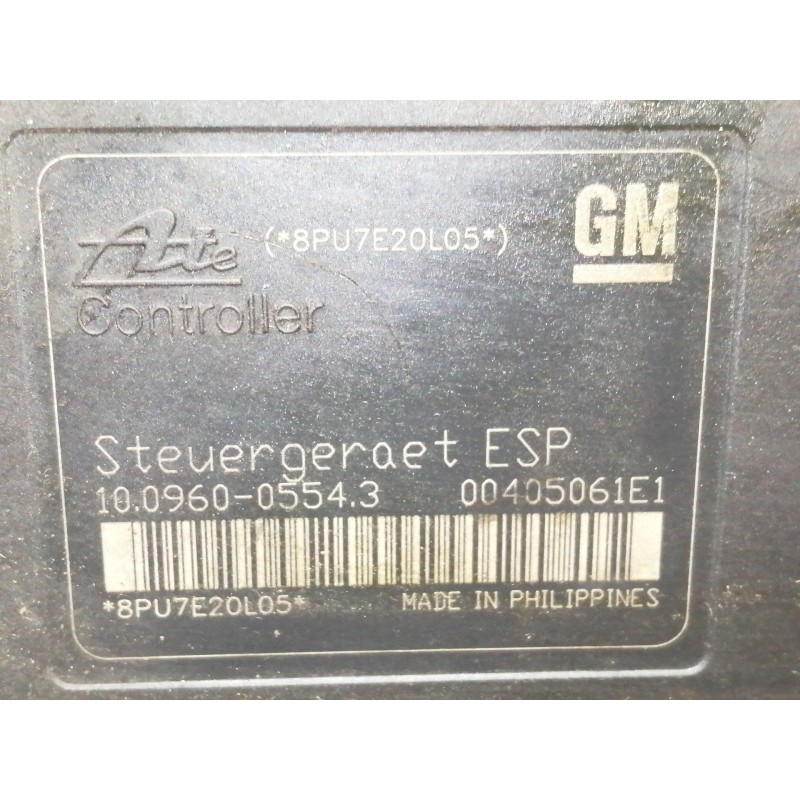 Ate (*8PU7E20L05*) GM
Controller
Steuergeraet ESP
10.0960-0554.3 00405061E1
*8PU7E20L05* MADE IN PHILIPPINES